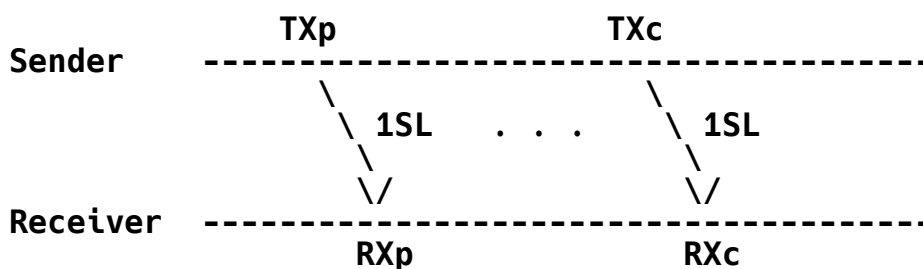 TXp TXc
Sender ---------------------------------------
\ \
\ 1SL . . . \ 1SL
\ \
\/ \/
Receiver ---------------------------------------
RXp RXc